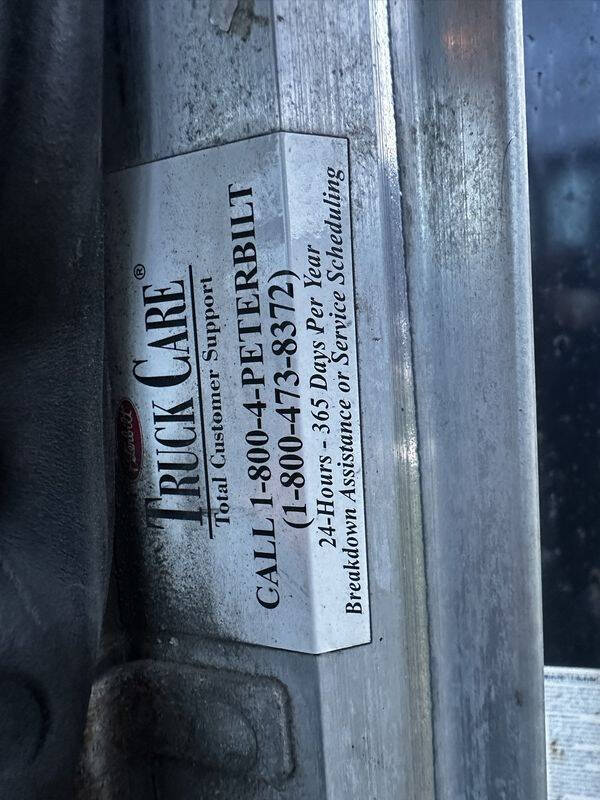 Peterbilt
TRUCK CARE®
Total Customer Support
CALL 1-800-4-PETERBILT
(1-800-473-8372)
24-Hours - 365 Days Per Year
Breakdown Assistance or Service Scheduling